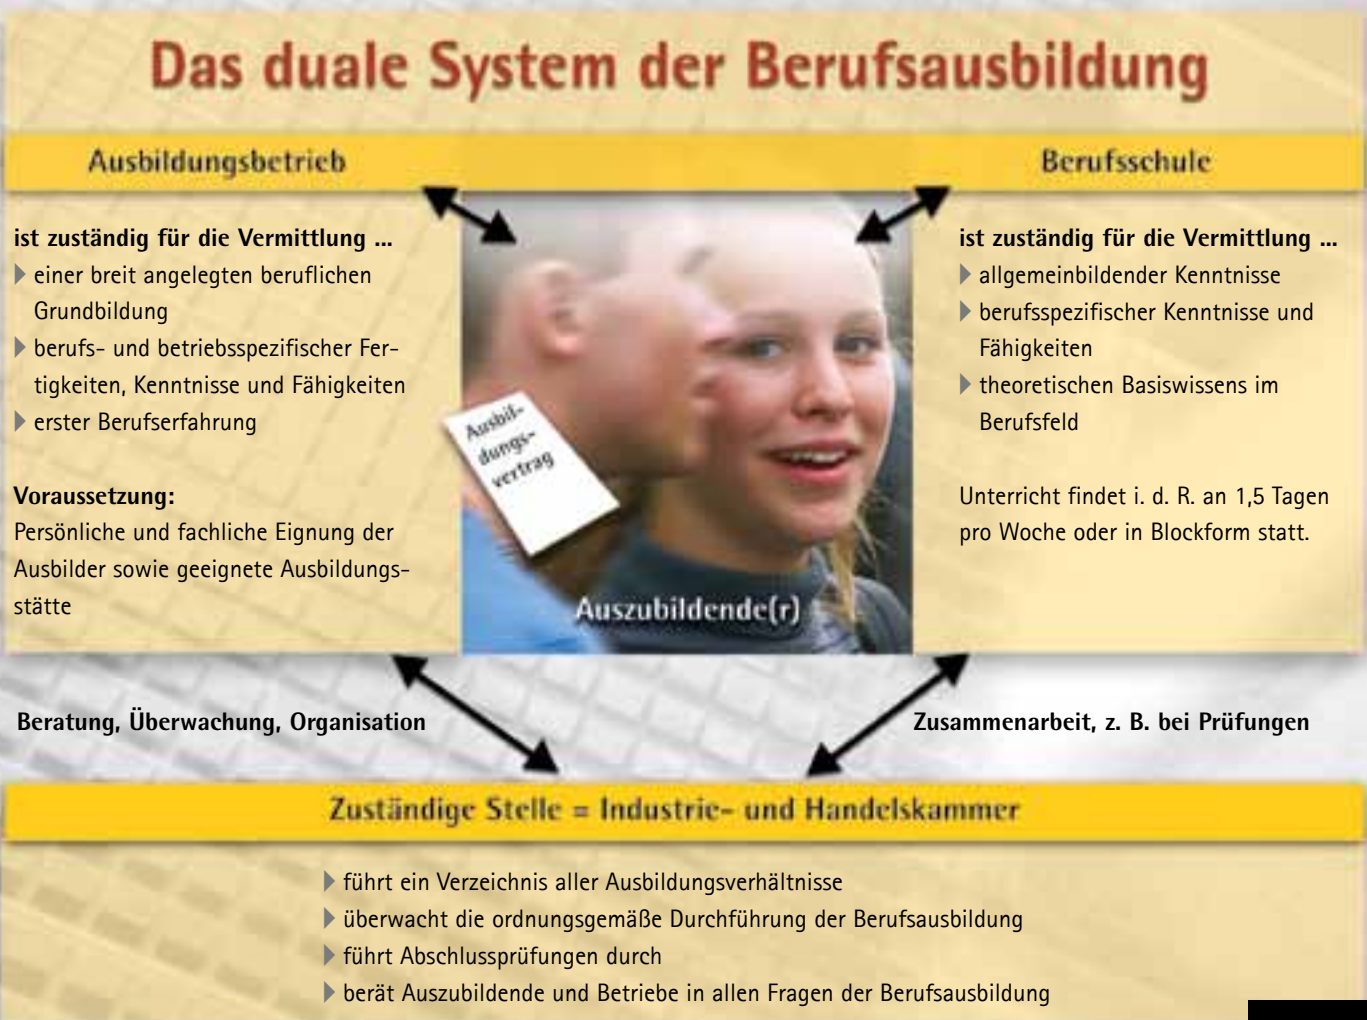 Das duale System der Berufsausbildung
Ausbildungsbetrieb
ist zuständig für die Vermittlung ...
einer breit angelegten beruflichen
Grundbildung
berufs- und betriebsspezifischer Fer-
tigkeiten, Kenntnisse und Fähigkeiten
erster Berufserfahrung
Voraussetzung:
Persönliche und fachliche Eignung der
Ausbilder sowie geeignete Ausbildungs-
stätte
Ausbil-
dungs-
vertrag
Auszubildende(r)
Berufsschule
ist zuständig für die Vermittlung ...
allgemeinbildender Kenntnisse
berufsspezifischer Kenntnisse und
Fähigkeiten
theoretischen Basiswissens im
Berufsfeld
Unterricht findet i. d. R. an 1,5 Tagen
pro Woche oder in Blockform statt.
Beratung, Überwachung, Organisation
Zusammenarbeit, z. B. bei Prüfungen
Zuständige Stelle = Industrie- und Handelskammer
führt ein Verzeichnis aller Ausbildungsverhältnisse
überwacht die ordnungsgemäße Durchführung der Berufsausbildung
führt Abschlussprüfungen durch
berät Auszubildende und Betriebe in allen Fragen der Berufsausbildung